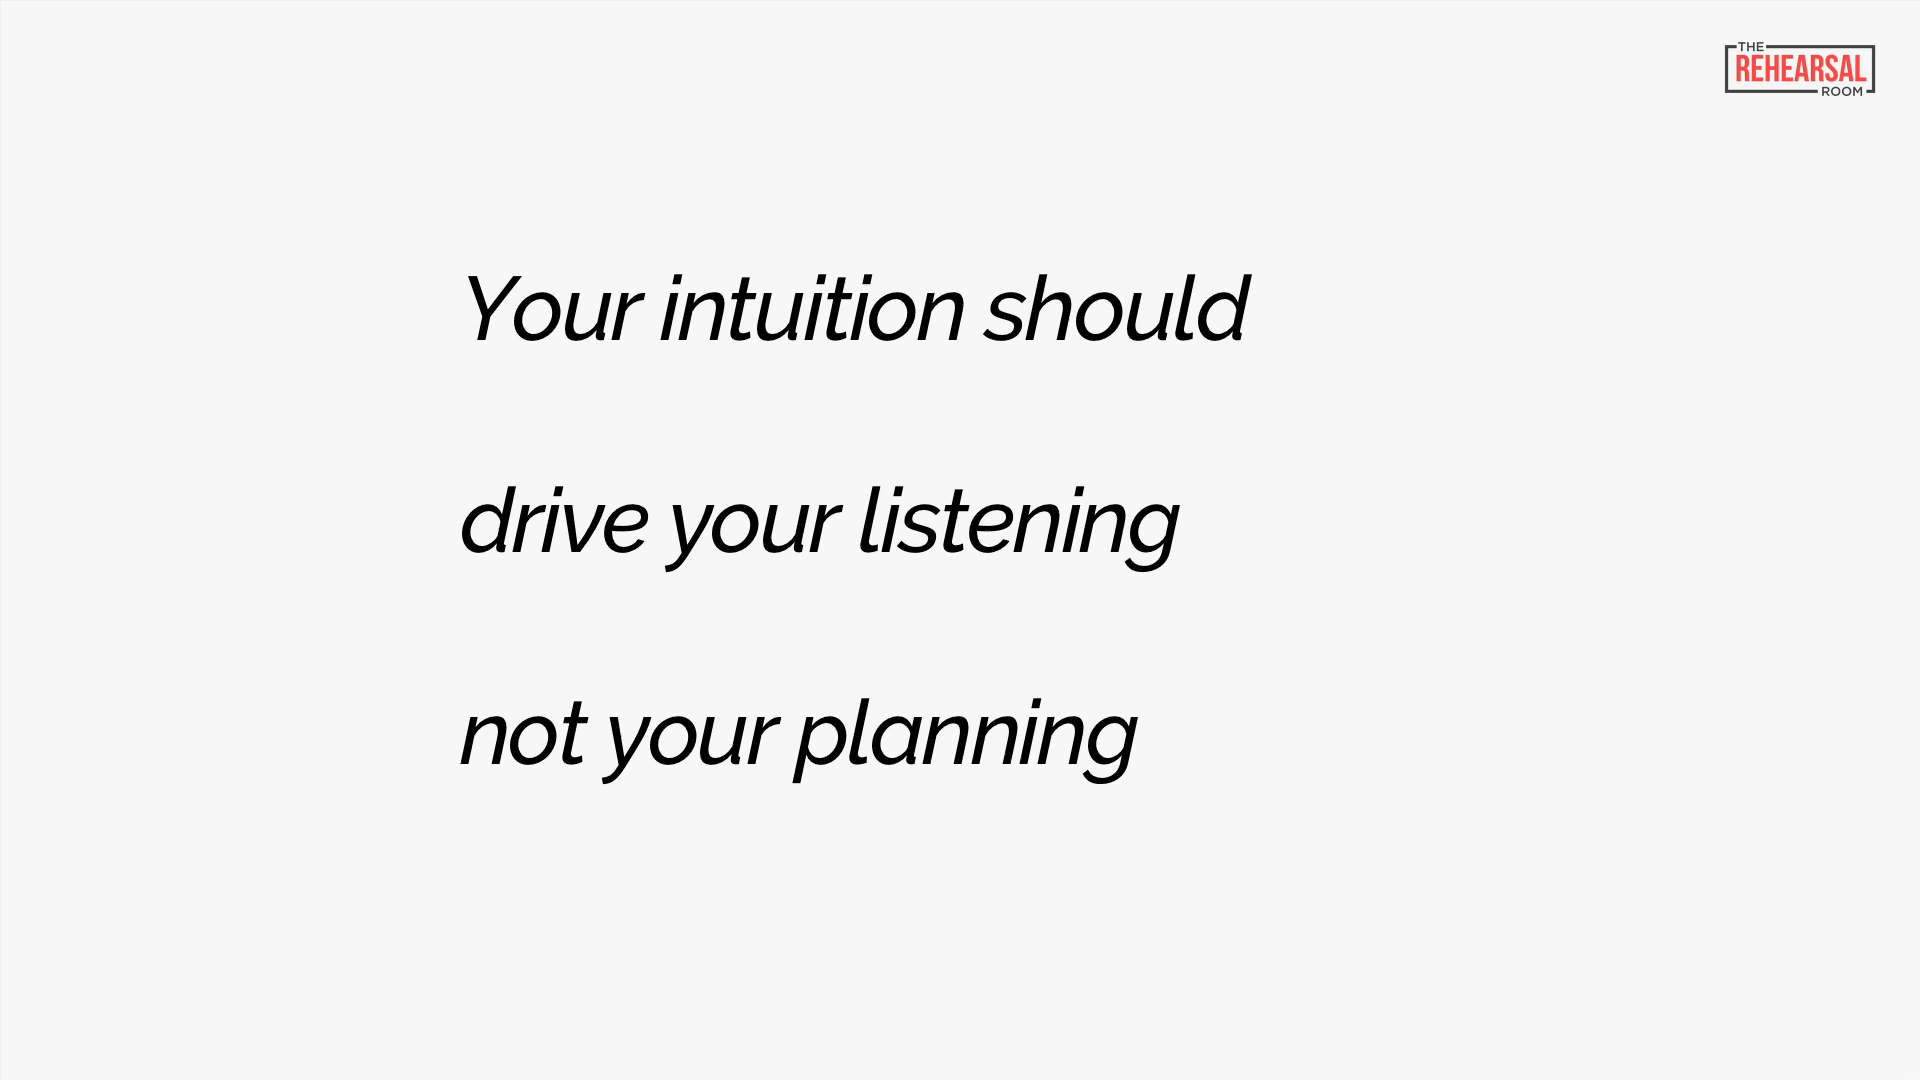 THE
REHEARSAL
ROOM
Your intuition should
drive your listening
not your planning